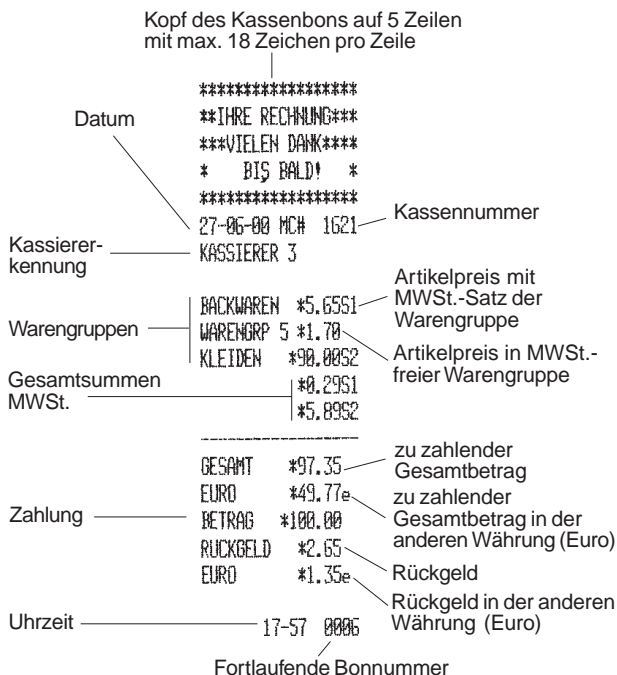 Kopf des Kassenbons auf 5 Zeilen
mit max. 18 Zeichen pro Zeile
******************
**IHRE RECHNUNG***
***VIELEN DANK****
* BIS BALD! *
******************
Datum
27-06-00 MC# 1621
Kassennummer
Kassierer-
kennung
KASSIERER 3
Warengruppen
BACKWAREN *5.65S1
WARENGRP 5 *1.70
KLEIDEN *90.00S2
Artikelpreis mit
MWSt.-Satz der
Warengruppe
Artikelpreis in MWSt.-
freier Warengruppe
Gesamtsummen
MWSt.
*0.29S1
*5.89S2
------------------
Zahlung
GESAMT *97.35
EURO *49.77e
BETRAG *100.00
RUCKGELD *2.65
EURO *1.35e
zu zahlender
Gesamtbetrag
zu zahlender
Gesamtbetrag in der
anderen Währung (Euro)
Rückgeld
Rückgeld in der anderen
Währung (Euro)
Uhrzeit
17-57 0006
Fortlaufende Bonnummer